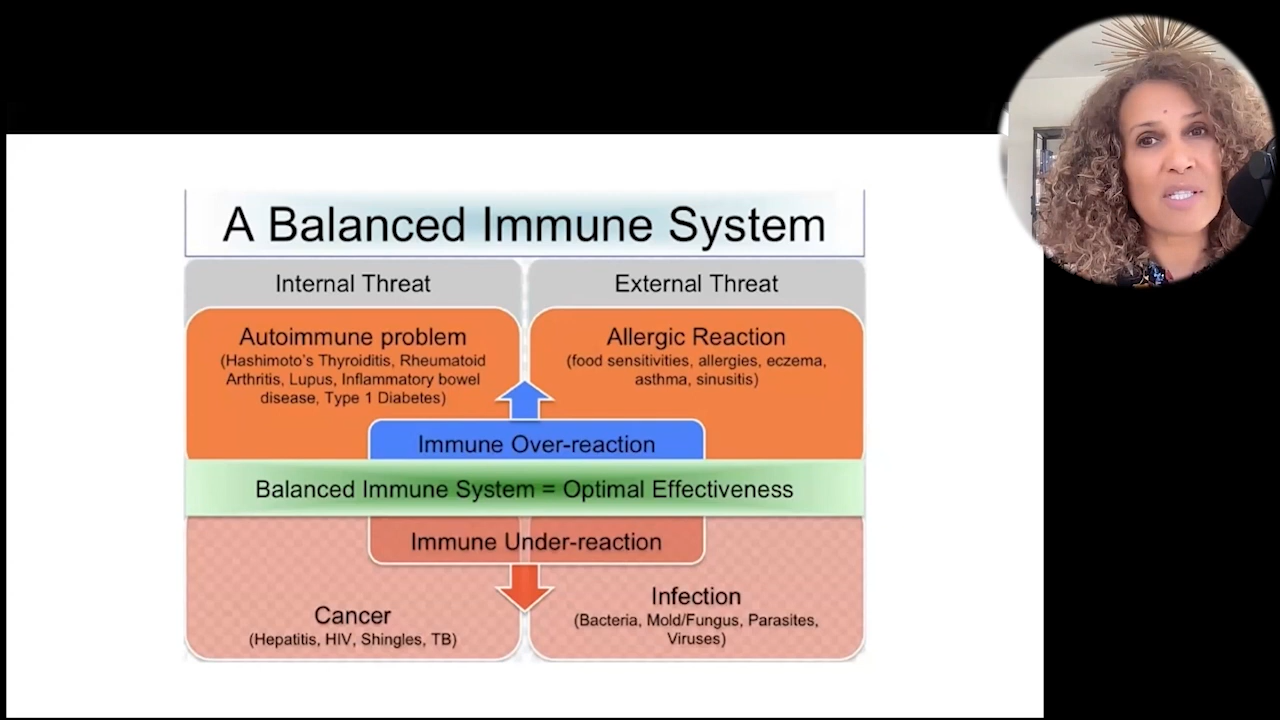 A Balanced Immune System
Internal Threat
External Threat
Autoimmune problem
(Hashimoto's Thyroiditis, Rheumatoid
Arthritis, Lupus, Inflammatory bowel
disease, Type 1 Diabetes)
Allergic Reaction
(food sensitivities, allergies, eczema,
asthma, sinusitis)
Immune Over-reaction
Balanced Immune System = Optimal Effectiveness
Immune Under-reaction
Cancer
(Hepatitis, HIV, Shingles, TB)
Infection
(Bacteria, Mold/Fungus, Parasites,
Viruses)